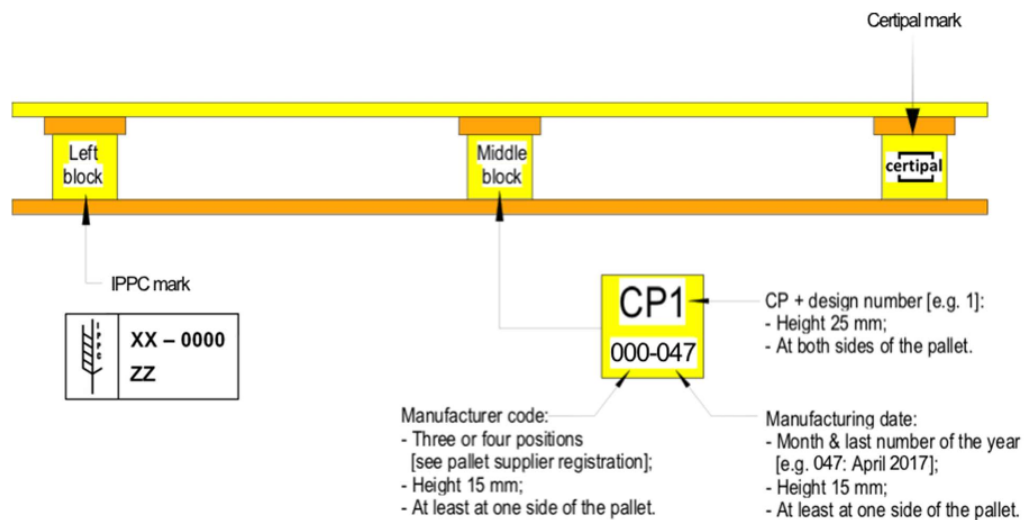 Certipal mark
Left
block
Middle
block
certipal
IPPC mark
IPPC
XX – 0000
ZZ
CP1
000-047
CP + design number [e.g. 1]:
- Height 25 mm;
- At both sides of the pallet.
Manufacturer code:
- Three or four positions
[see pallet supplier registration];
- Height 15 mm;
- At least at one side of the pallet.
Manufacturing date:
- Month & last number of the year
[e.g. 047: April 2017];
- Height 15 mm;
- At least at one side of the pallet.